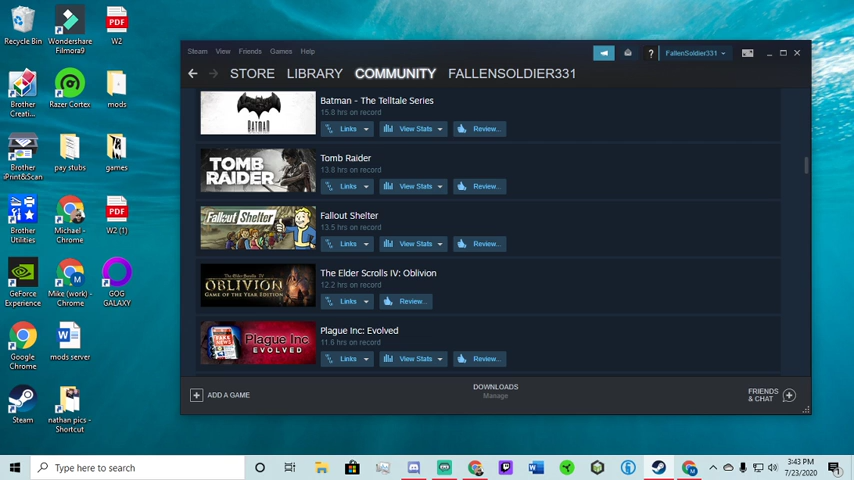 Recycle Bin
Wondershare Filmora9
W2
Brother Creati...
Razer Cortex
mods
Brother iPrint&Scan
pay stubs
games
Brother Utilities
Michael - Chrome
W2 (1)
GeForce Experience
Mike (work) - Chrome
GOG GALAXY
Google Chrome
mods server
Steam
nathan pics - Shortcut
PDF
PDF
Steam View Friends Games Help
? FallenSoldier331
STORE LIBRARY COMMUNITY FALLENSOLDIER331
BATMAN
Batman - The Telltale Series
15.8 hrs on record
Links View Stats Review...
TOMB RAIDER
Tomb Raider
13.8 hrs on record
Links View Stats Review...
Fallout Shelter
Fallout Shelter
13.5 hrs on record
Links View Stats Review...
OBLIVION
GAME OF THE YEAR EDITION
The Elder Scrolls IV: Oblivion
12.2 hrs on record
Links Review...
FAKE NEWS
Plague Inc
EVOLVED
Plague Inc: Evolved
11.6 hrs on record
Links View Stats Review...
+ ADD A GAME
DOWNLOADS
Manage
FRIENDS & CHAT +
Type here to search
3:43 PM
7/23/2020